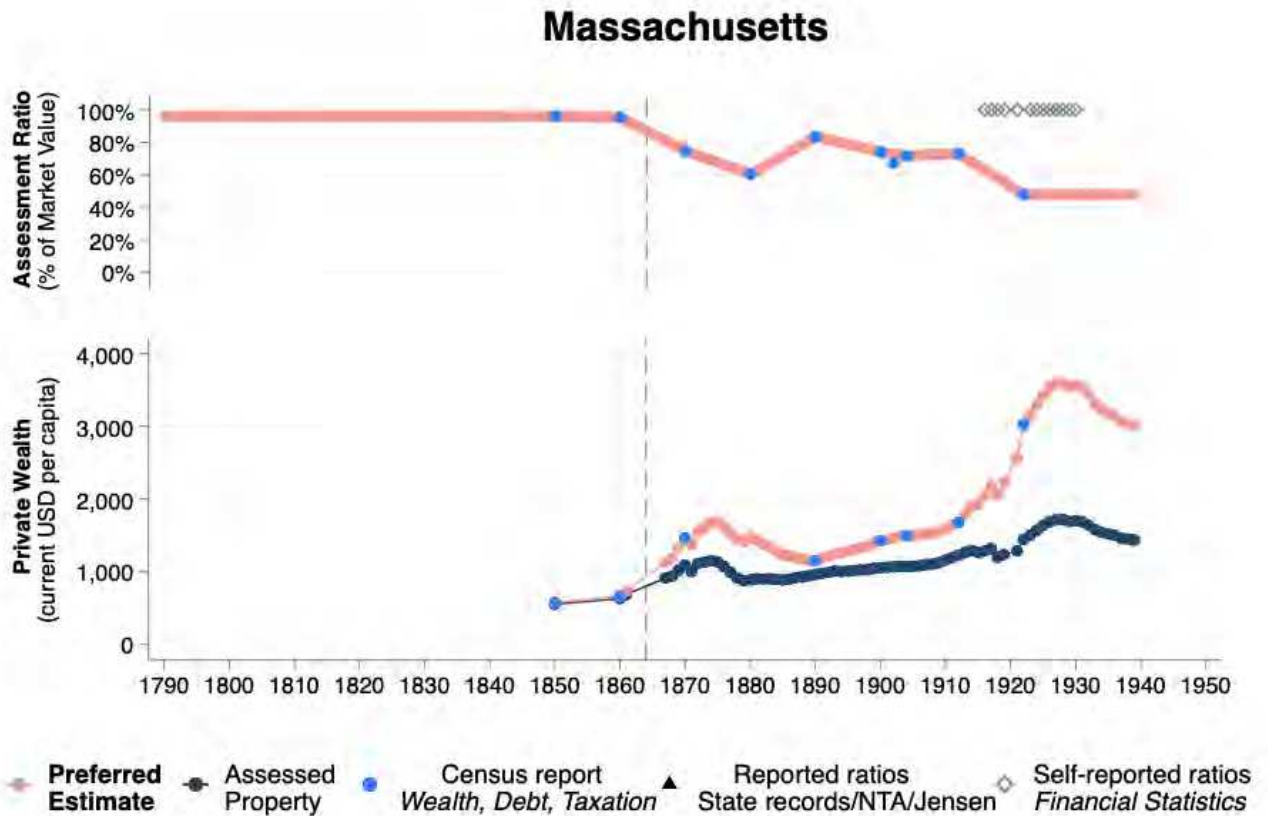 Massachusetts
Assessment Ratio
(% of Market Value)
100%
80%
60%
40%
20%
0%
Private Wealth
(current USD per capita)
4,000
3,000
2,000
1,000
0
1790 1800 1810 1820 1830 1840 1850 1860 1870 1880 1890 1900 1910 1920 1930 1940 1950
Preferred Estimate
Assessed Property
Census report
Wealth, Debt, Taxation
Reported ratios
State records/NTA/Jensen
Self-reported ratios
Financial Statistics